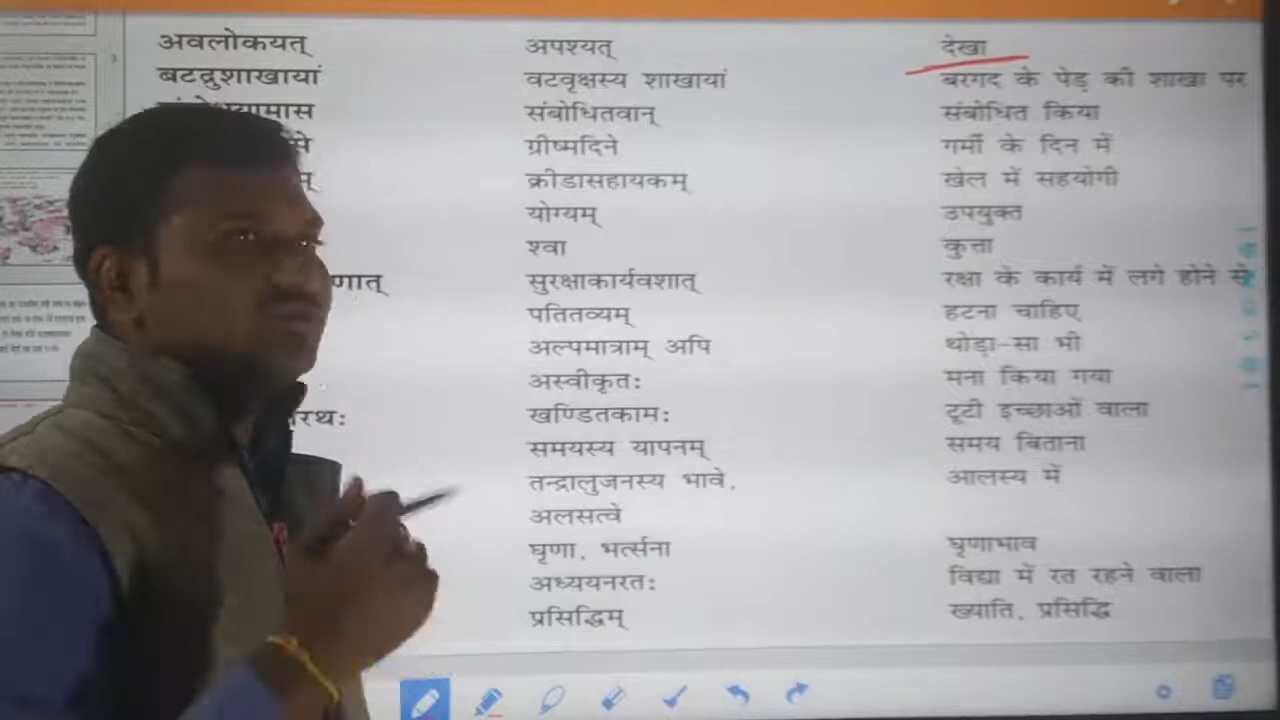 अवलोकयत् अपश्यत् देखा
बटद्रुशाखायां वटवृक्षस्य शाखायां बरगद के पेड़ की शाखा पर
संबोधितवान् संबोधित किया
ग्रीष्मदिने गर्मी के दिन में
क्रीडासहायकम् खेल में सहयोगी
योग्यम् उपयुक्त
श्वा कुत्ता
णात् सुरक्षाकार्यवशात् रक्षा के कार्य में लगे होने से
पतितव्यम् हटना चाहिए
अल्पमात्राम् अपि थोड़ा-सा भी
अस्वीकृतः मना किया गया
रथः खण्डितकामः टूटी इच्छाओं वाला
समयस्य यापनम् समय बिताना
तन्द्रालुजनस्य भावे, आलस्य में
अलसत्वे
घृणा, भर्त्सना घृणाभाव
अध्ययनरतः विद्या में रत रहने वाला
प्रसिद्धिम् ख्याति, प्रसिद्धि